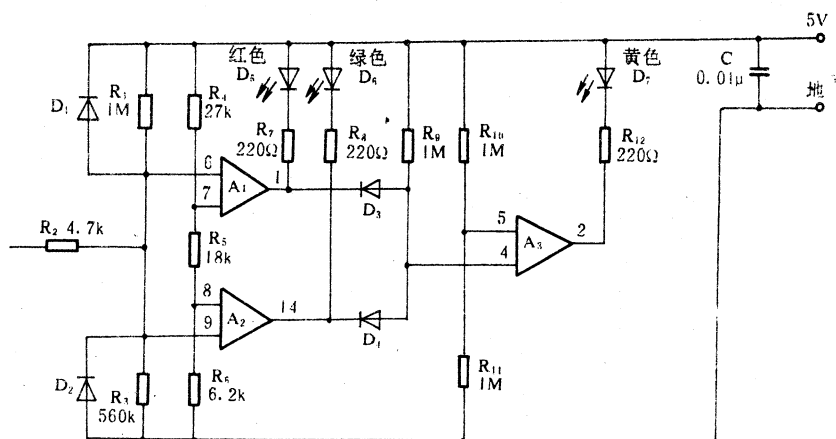 5V
红色
D₅
绿色
D₆
黄色
D₇
C
0.01μ
地
D₁
R₁
1M
R₄
27k
R₇
220Ω
R₈
220Ω
R₉
1M
R₁₀
1M
R₁₂
220Ω
6
7
A₁
1
D₃
R₂ 4.7k
R₅
18k
5
4
A₃
2
8
9
A₂
14
D₄
D₂
R₃
560k
R₆
6.2k
R₁₁
1M